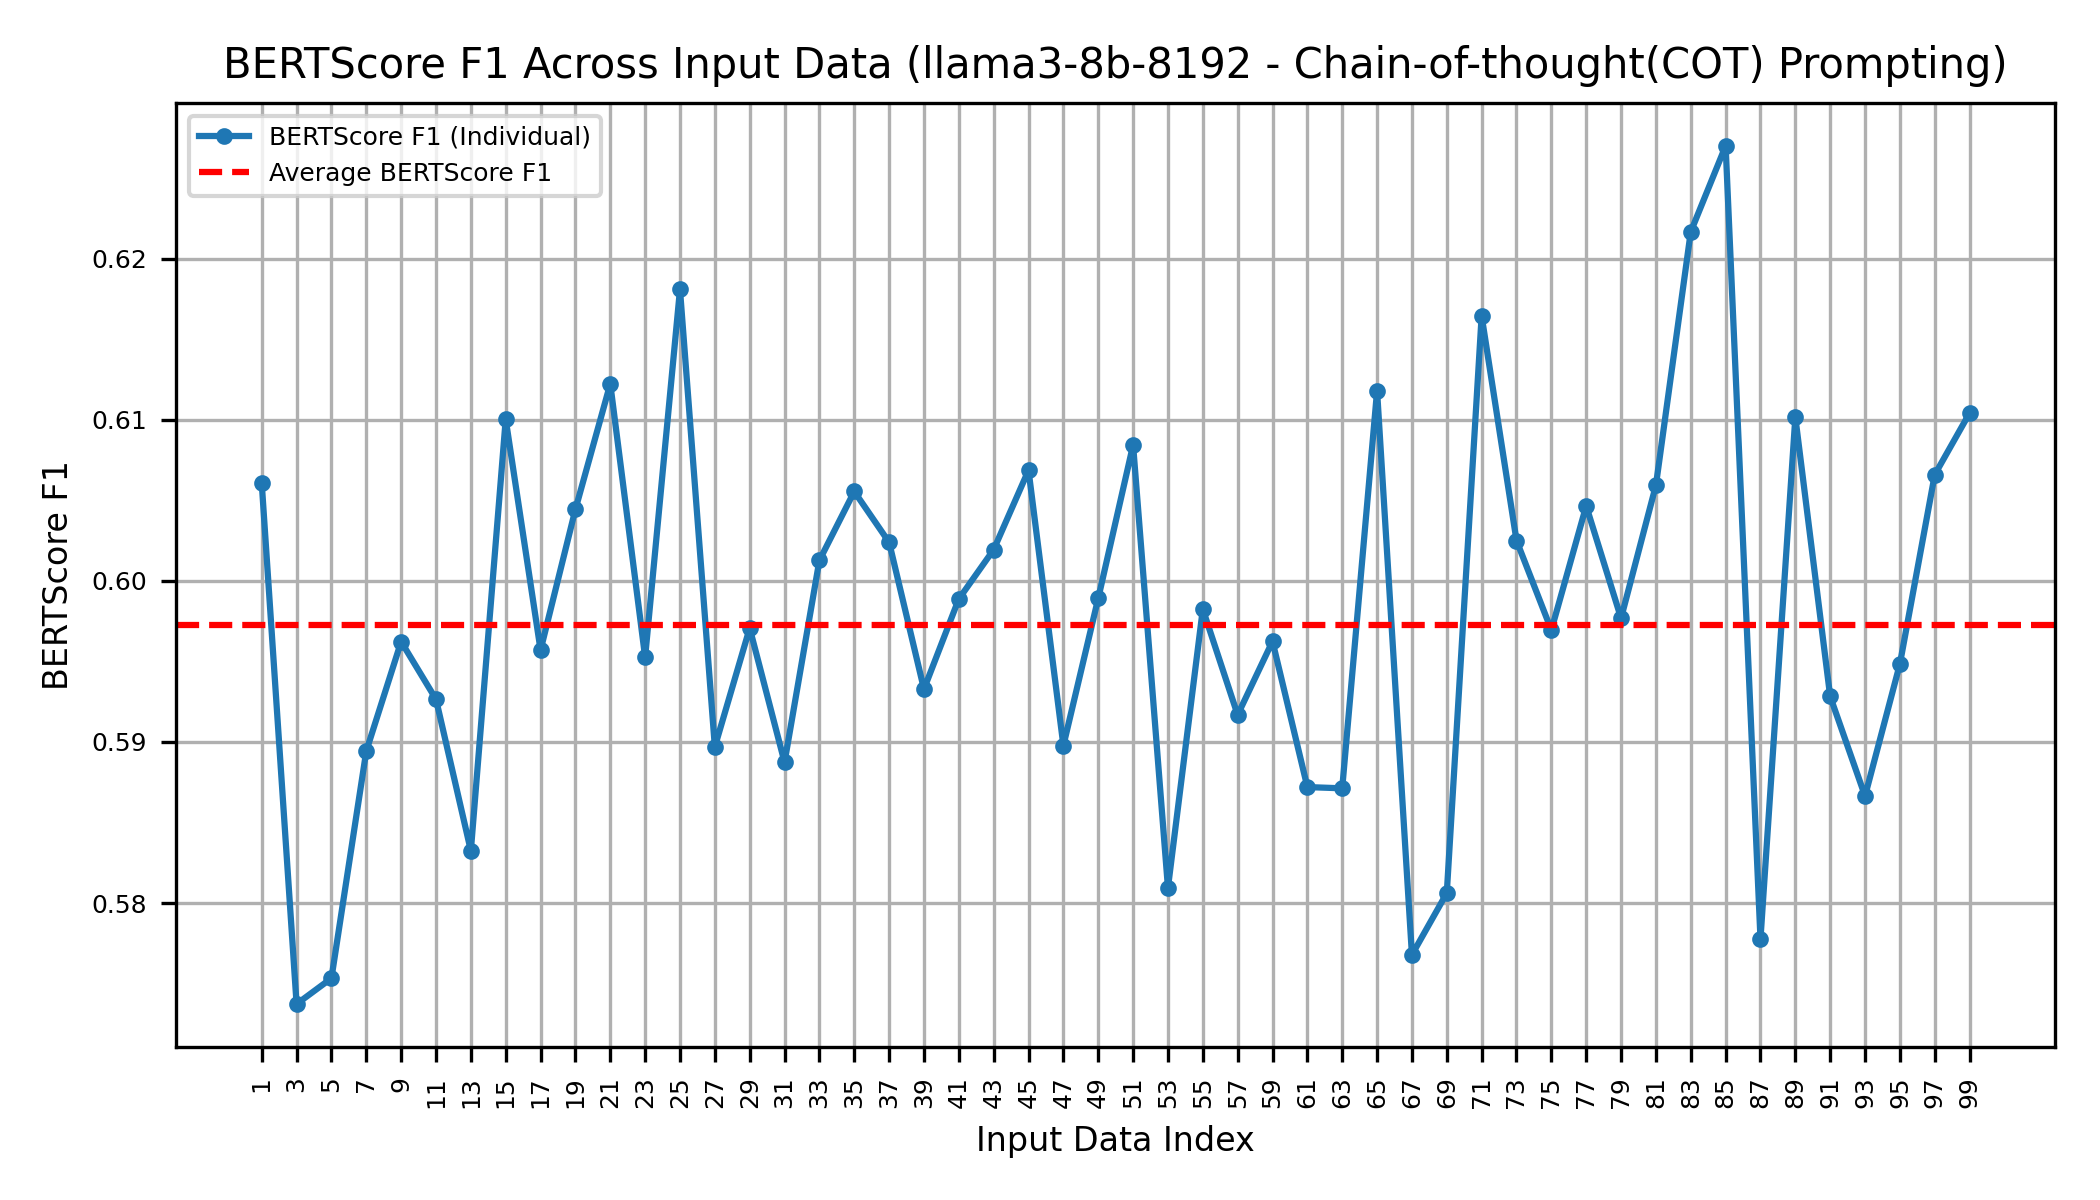 BERTScore F1 Across Input Data (llama3-8b-8192 - Chain-of-thought(COT) Prompting)
BERTScore F1 (Individual)
Average BERTScore F1
BERTScore F1
0.62
0.61
0.60
0.59
0.58
1 3 5 7 9 11 13 15 17 19 21 23 25 27 29 31 33 35 37 39 41 43 45 47 49 51 53 55 57 59 61 63 65 67 69 71 73 75 77 79 81 83 85 87 89 91 93 95 97 99
Input Data Index